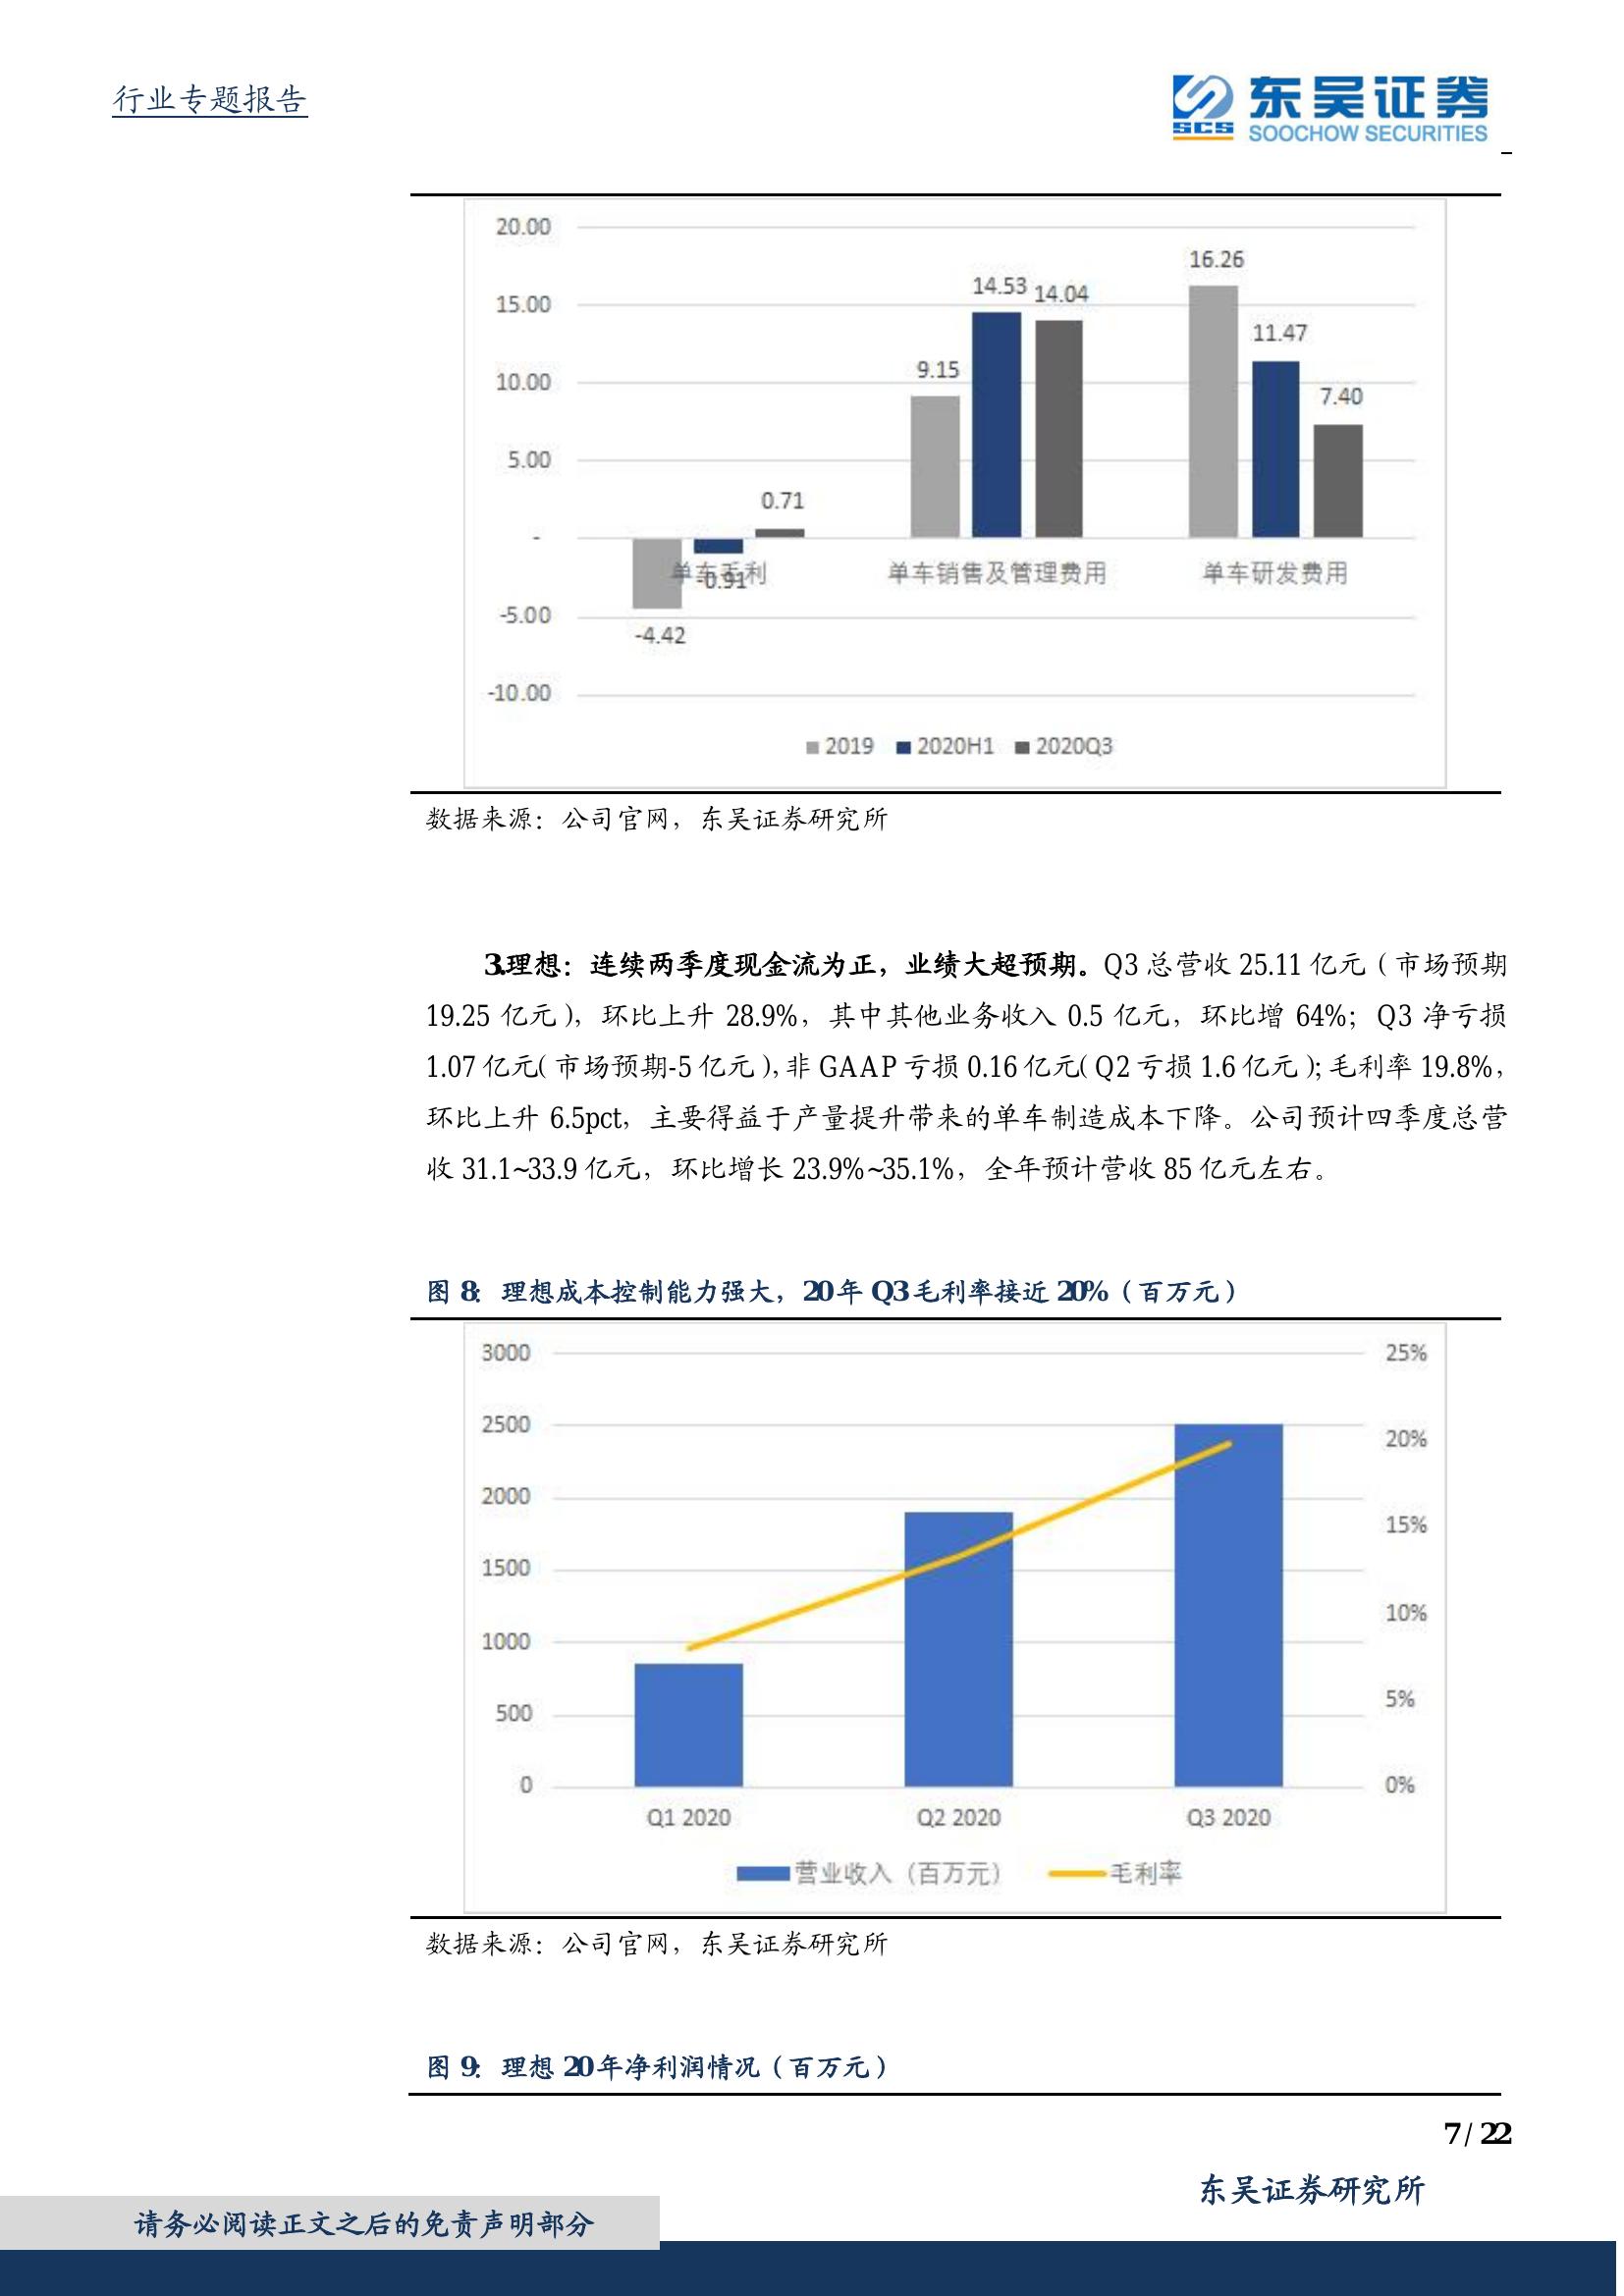 行业专题报告
东吴证券
SCS SOOCHOW SECURITIES
20.00
15.00
10.00
5.00
-
-5.00
-10.00
-4.42
-0.91
0.71
9.15
14.53
14.04
16.26
11.47
7.40
单车毛利 单车销售及管理费用 单车研发费用
2019 2020H1 2020Q3
数据来源：公司官网，东吴证券研究所
3.理想：连续两季度现金流为正，业绩大超预期。Q3 总营收 25.11 亿元（市场预期
19.25 亿元），环比上升 28.9%，其中其他业务收入 0.5 亿元，环比增 64%；Q3 净亏损
1.07 亿元（市场预期-5 亿元），非 GAAP 亏损 0.16 亿元（Q2 亏损 1.6 亿元）；毛利率 19.8%，
环比上升 6.5pct，主要得益于产量提升带来的单车制造成本下降。公司预计四季度总营
收 31.1~33.9 亿元，环比增长 23.9%~35.1%，全年预计营收 85 亿元左右。
图 8：理想成本控制能力强大，20 年 Q3 毛利率接近 20%（百万元）
3000
2500
2000
1500
1000
500
0
25%
20%
15%
10%
5%
0%
Q1 2020 Q2 2020 Q3 2020
营业收入（百万元） 毛利率
数据来源：公司官网，东吴证券研究所
图 9：理想 20 年净利润情况（百万元）
7 / 22
东吴证券研究所
请务必阅读正文之后的免责声明部分